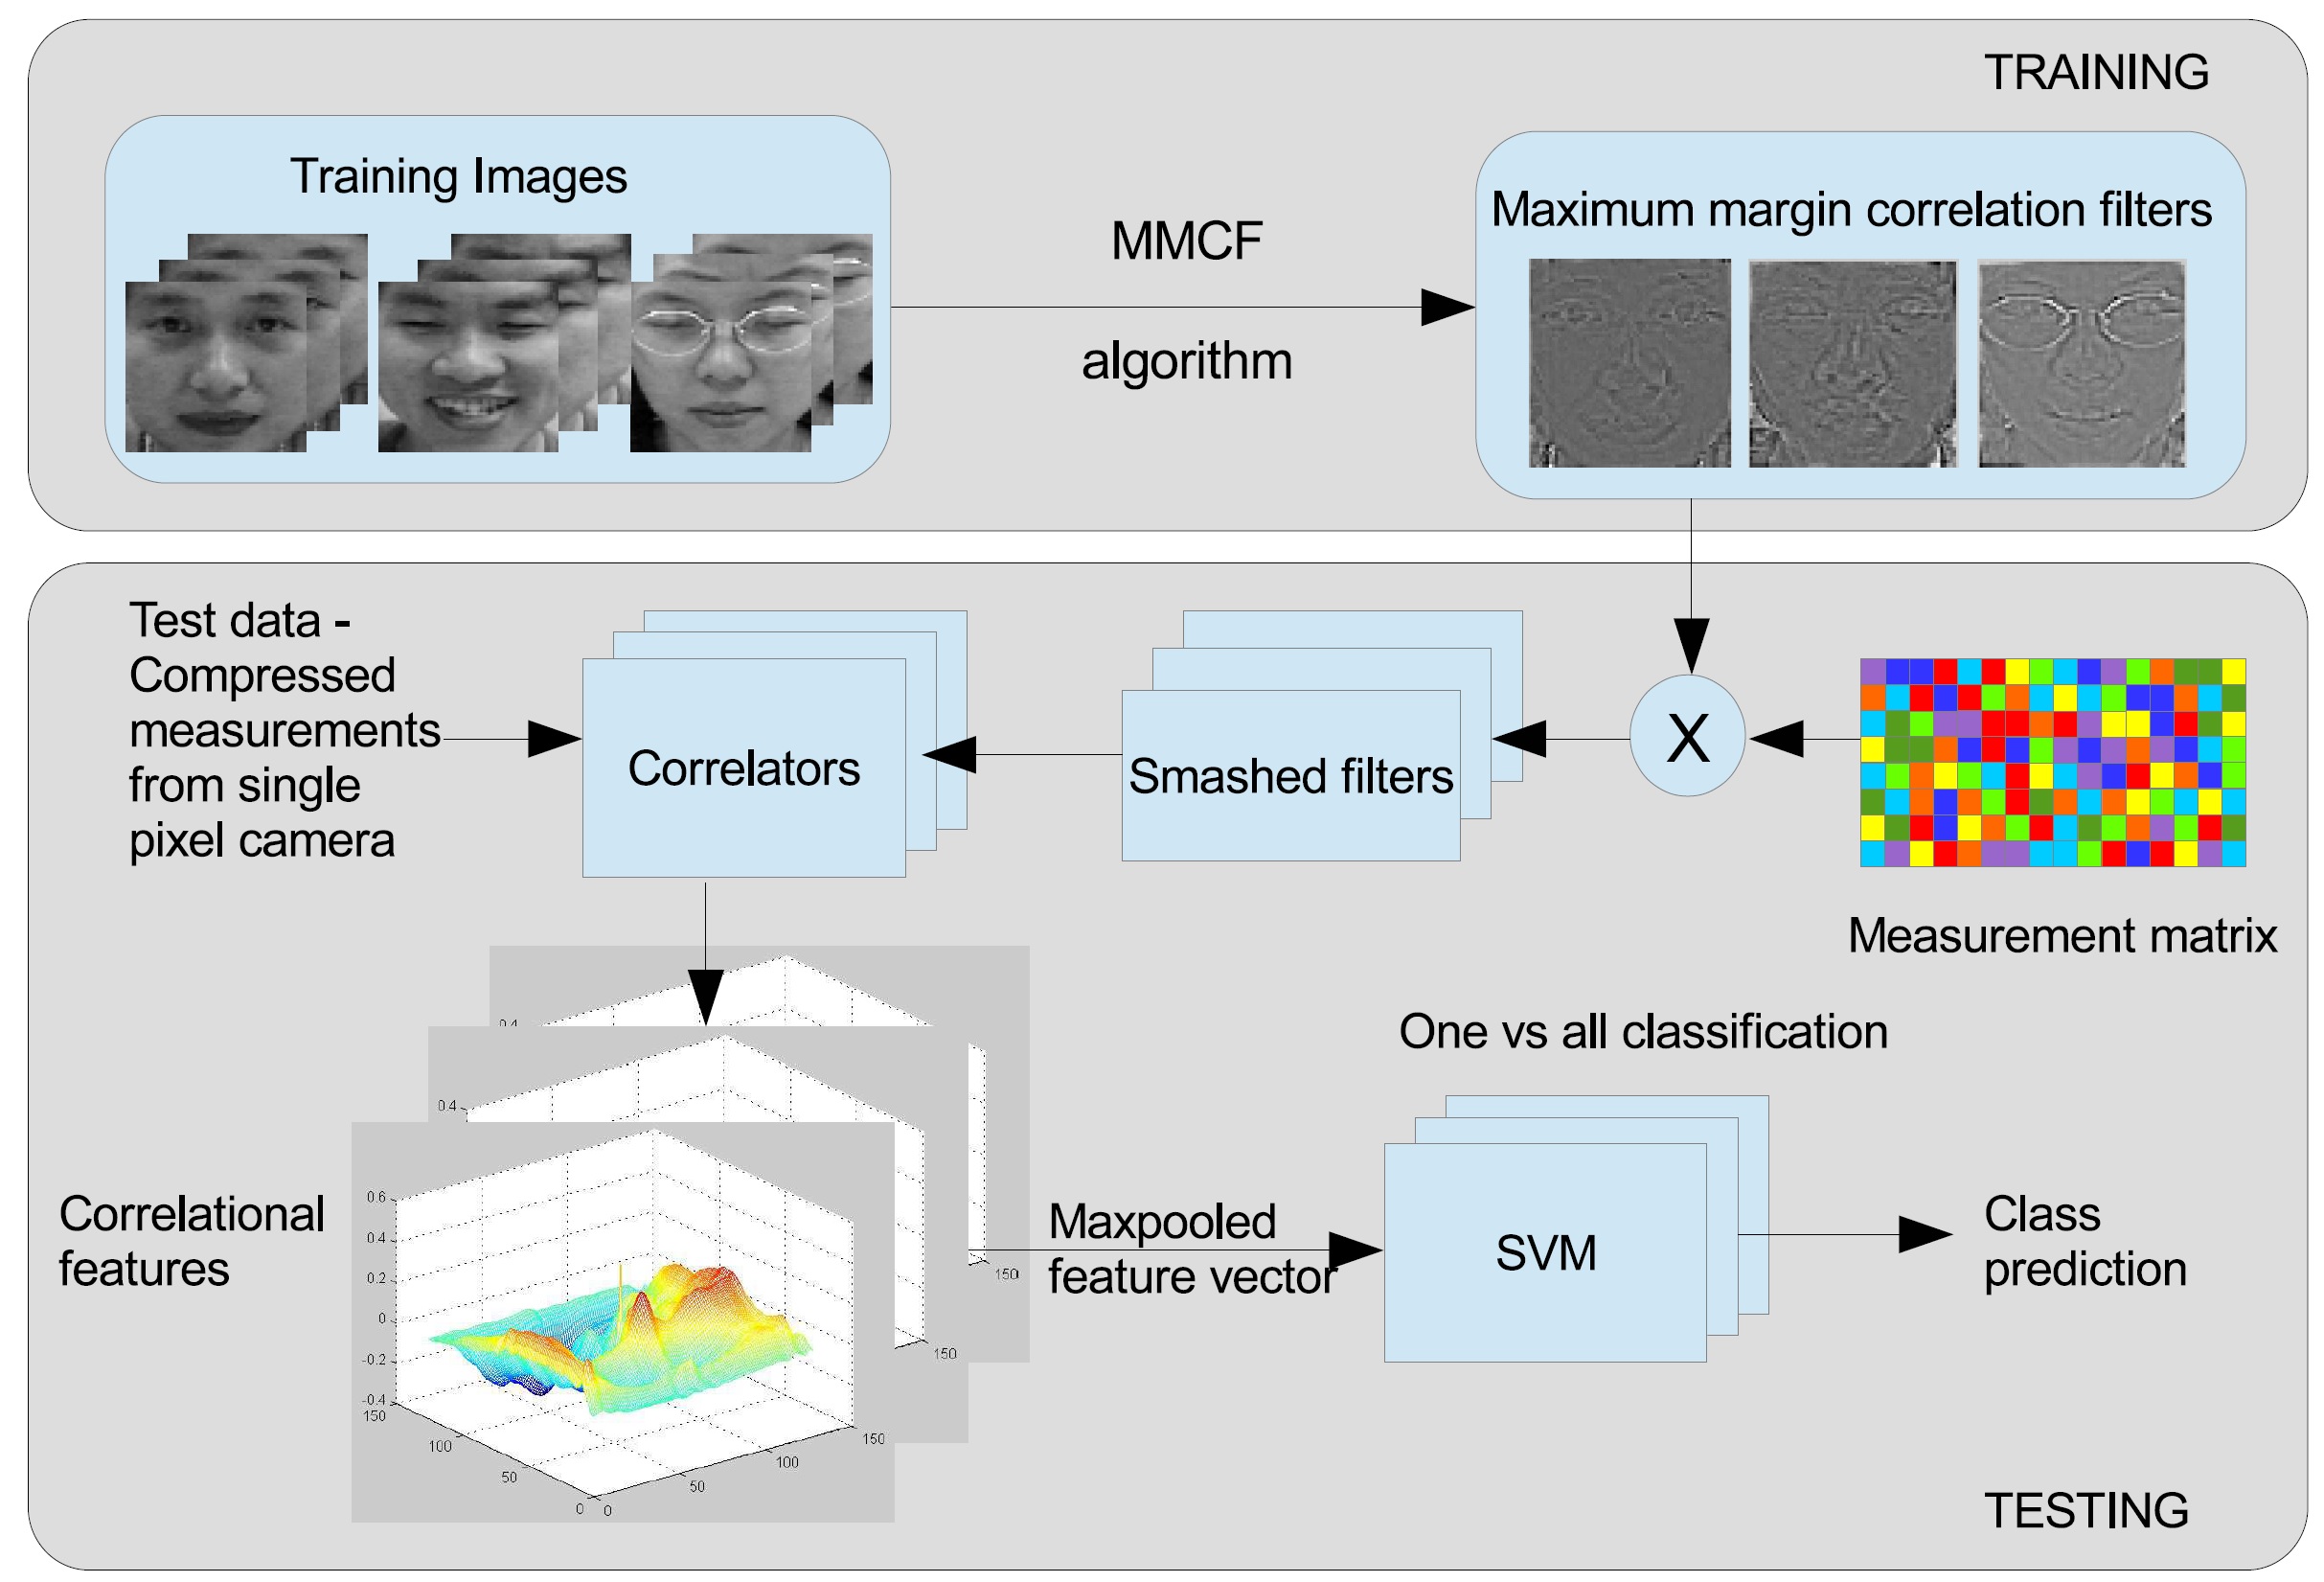 TRAINING
Training Images
MMCF
algorithm
Maximum margin correlation filters
Test data -
Compressed
measurements
from single
pixel camera
Correlators
Smashed filters
X
Measurement matrix
One vs all classification
0.4
150
0.4
150
0.6
0.4
0.2
0
-0.2
-0.4
150
100
50
0
0
50
100
150
Correlational
features
Maxpooled
feature vector
SVM
Class
prediction
TESTING